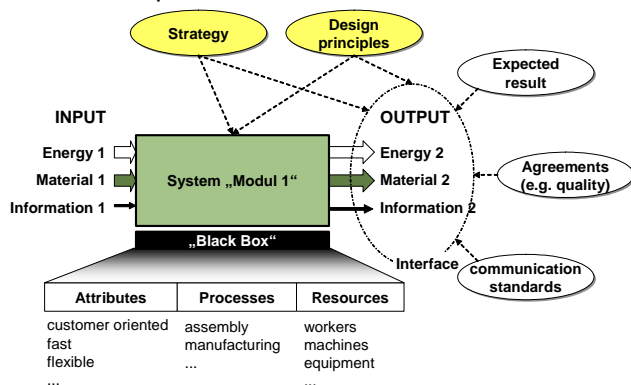 Strategy
Design
principles
Expected
result
INPUT
OUTPUT
Energy 1
Energy 2
Material 1
System „Modul 1“
Material 2
Agreements
(e.g. quality)
Information 1
Information 2
„Black Box“
Interface
communication
standards
Attributes
Processes
Resources
customer oriented
fast
flexible
...
assembly
manufacturing
...
workers
machines
equipment
...